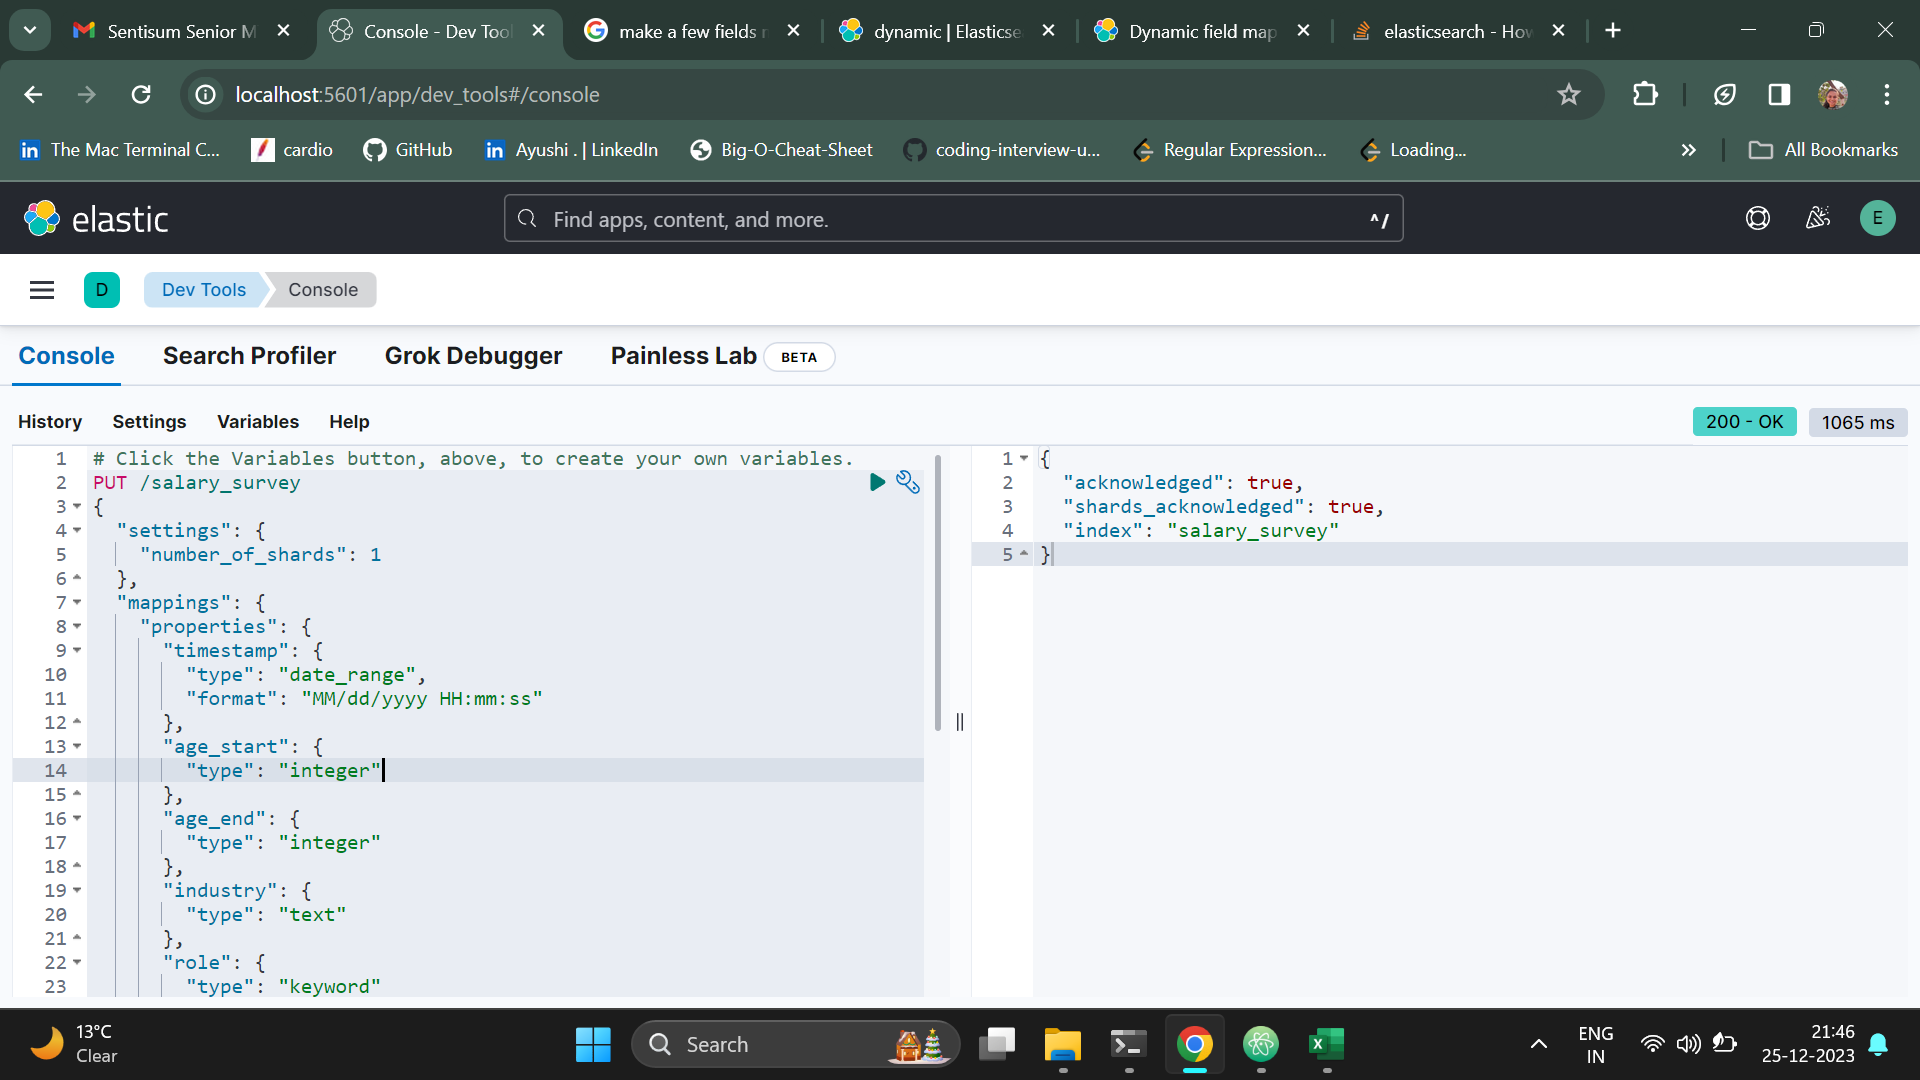 Sentisum Senior M
Console - Dev Tool
make a few fields
dynamic | Elasticse
Dynamic field map
elasticsearch - How
localhost:5601/app/dev_tools#/console
The Mac Terminal C...
cardio
GitHub
Ayushi . | LinkedIn
Big-O-Cheat-Sheet
coding-interview-u...
Regular Expression...
Loading...
All Bookmarks
elastic
Find apps, content, and more.
^/
E
D
Dev Tools
Console
Console
Search Profiler
Grok Debugger
Painless Lab
BETA
History
Settings
Variables
Help
200 - OK
1065 ms
1 # Click the Variables button, above, to create your own variables.
2 PUT /salary_survey
3 {
4 "settings": {
5 "number_of_shards": 1
6 },
7 "mappings": {
8 "properties": {
9 "timestamp": {
10 "type": "date_range",
11 "format": "MM/dd/yyyy HH:mm:ss"
12 },
13 "age_start": {
14 "type": "integer"
15 },
16 "age_end": {
17 "type": "integer"
18 },
19 "industry": {
20 "type": "text"
21 },
22 "role": {
23 "type": "keyword"
1 {
2 "acknowledged": true,
3 "shards_acknowledged": true,
4 "index": "salary_survey"
5 }
13°C
Clear
Search
ENG
IN
21:46
25-12-2023